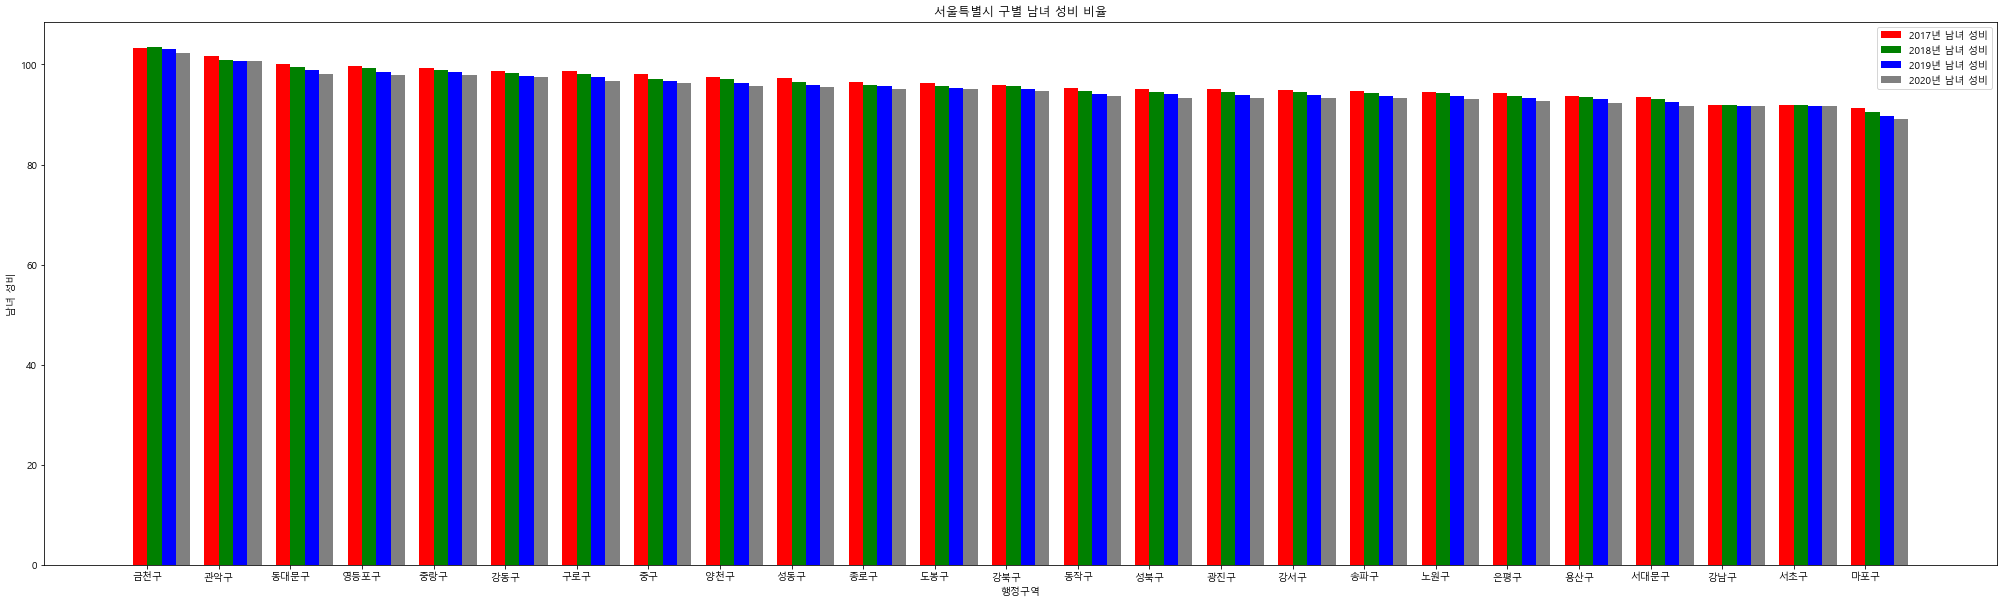 서울특별시 구별 남녀 성비 비율
2017년 남녀 성비
2018년 남녀 성비
2019년 남녀 성비
2020년 남녀 성비
남녀 성비
100
80
60
40
20
0
금천구 관악구 동대문구 영등포구 중랑구 강동구 구로구 중구 양천구 성동구 종로구 도봉구 강북구 동작구 성북구 광진구 강서구 송파구 노원구 은평구 용산구 서대문구 강남구 서초구 마포구
행정구역